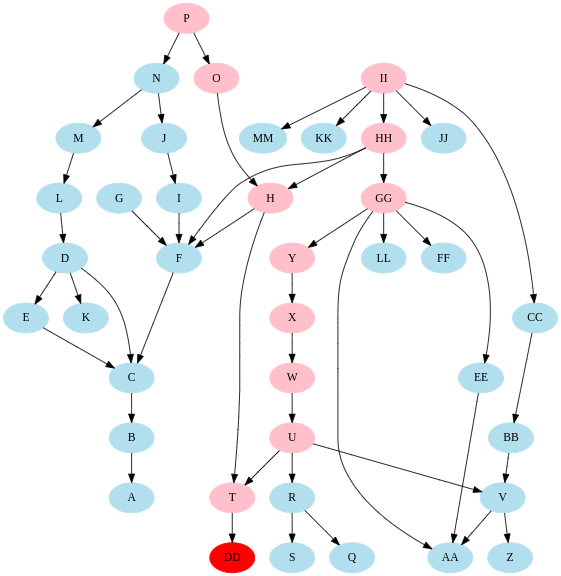 P
N O II
M J MM KK HH JJ
L G I H GG
D F Y LL FF
E K X CC
C W EE
B U BB
A T R V
DD S Q AA Z